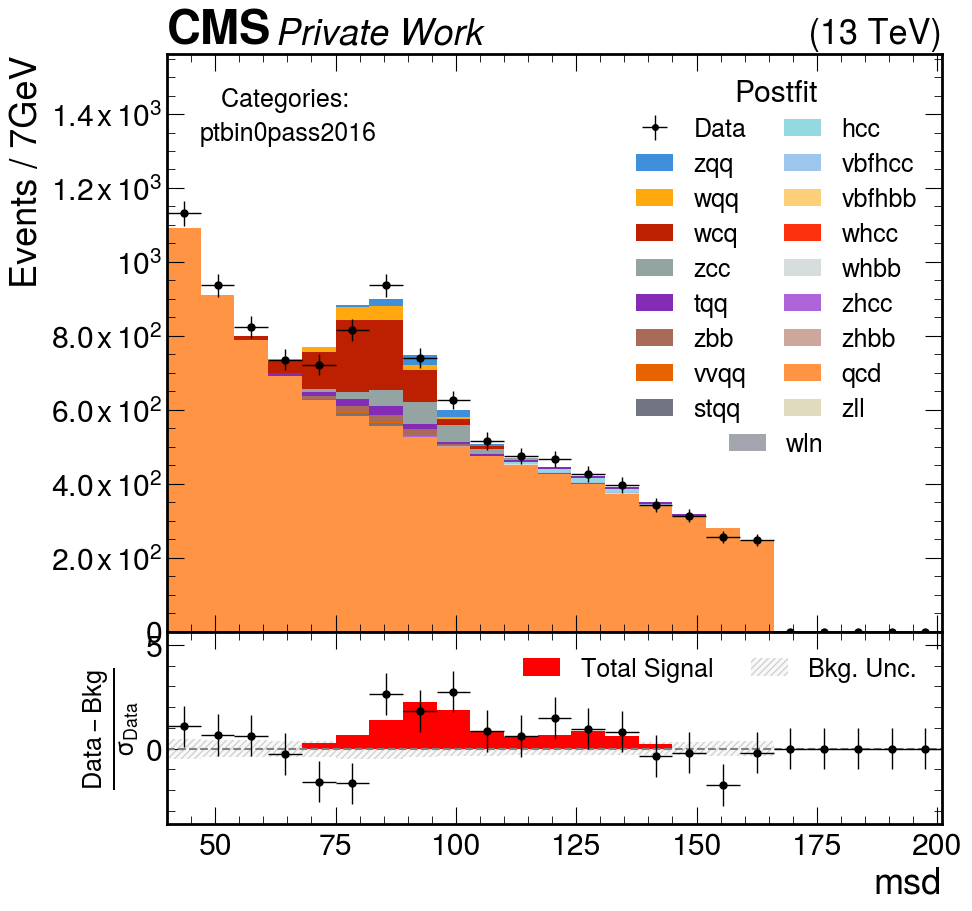 CMS Private Work (13 TeV)
Events / 7GeV
1.4 x 10³
1.2 x 10³
10³
8.0 x 10²
6.0 x 10²
4.0 x 10²
2.0 x 10²
0
Categories:
ptbin0pass2016
Postfit
Data hcc
zqq vbfhcc
wqq vbfhbb
wcq whcc
zcc whbb
tqq zhcc
zbb zhbb
vvqq qcd
stqq zll
wln
5
0
Data – Bkg
σData
Total Signal Bkg. Unc.
50 75 100 125 150 175 200
msd